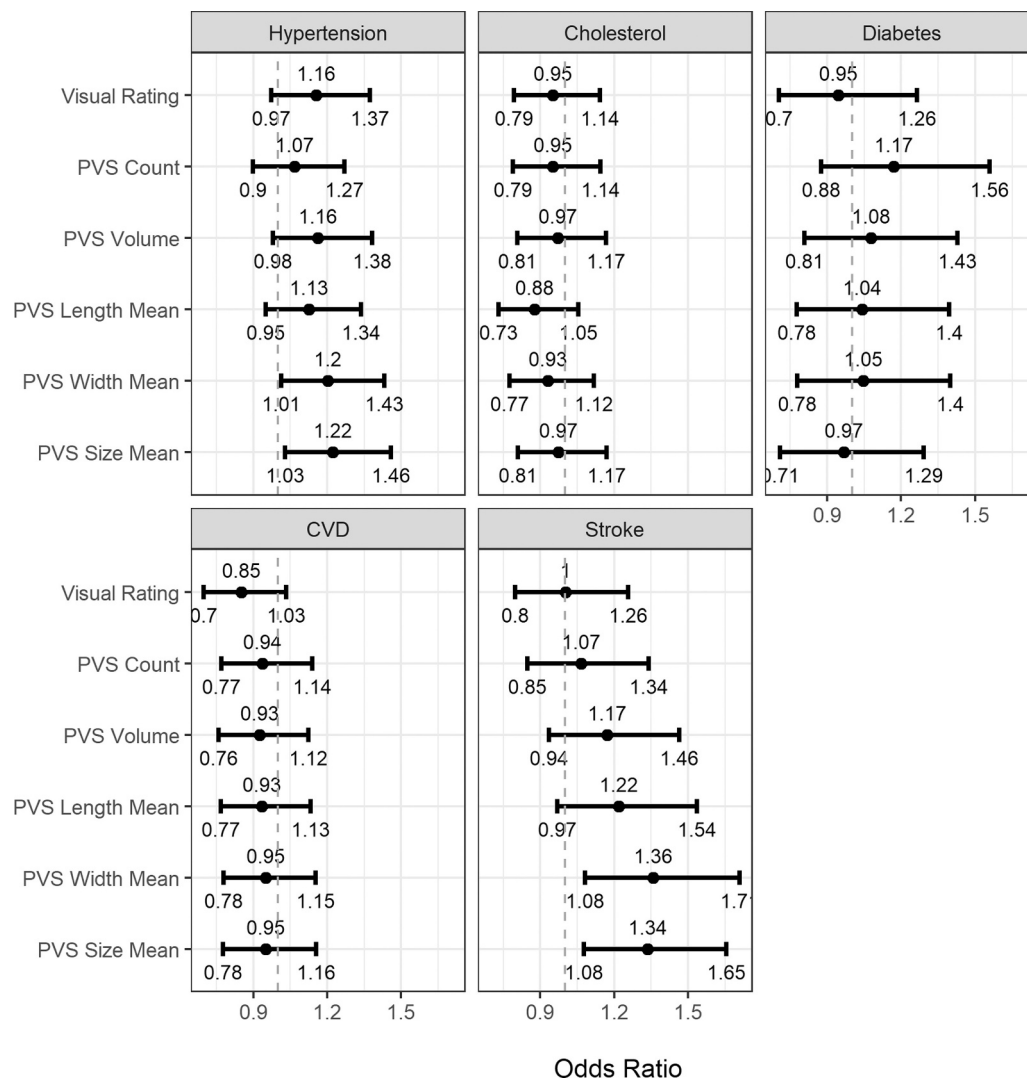 Hypertension Cholesterol Diabetes
Visual Rating 1.16 0.95 0.95
0.97 1.37 0.79 1.14 0.7 1.26
PVS Count 1.07 0.95 1.17
0.9 1.27 0.79 1.14 0.88 1.56
PVS Volume 1.16 0.97 1.08
0.98 1.38 0.81 1.17 0.81 1.43
PVS Length Mean 1.13 0.88 1.04
0.95 1.34 0.73 1.05 0.78 1.4
PVS Width Mean 1.2 0.93 1.05
1.01 1.43 0.77 1.12 0.78 1.4
PVS Size Mean 1.22 0.97 0.97
1.03 1.46 0.81 1.17 0.71 1.29
0.9 1.2 1.5
CVD Stroke
Visual Rating 0.85 1
0.7 1.03 0.8 1.26
PVS Count 0.94 1.07
0.77 1.14 0.85 1.34
PVS Volume 0.93 1.17
0.76 1.12 0.94 1.46
PVS Length Mean 0.93 1.22
0.77 1.13 0.97 1.54
PVS Width Mean 0.95 1.36
0.78 1.15 1.08 1.71
PVS Size Mean 0.95 1.34
0.78 1.16 1.08 1.65
0.9 1.2 1.5 0.9 1.2 1.5
Odds Ratio